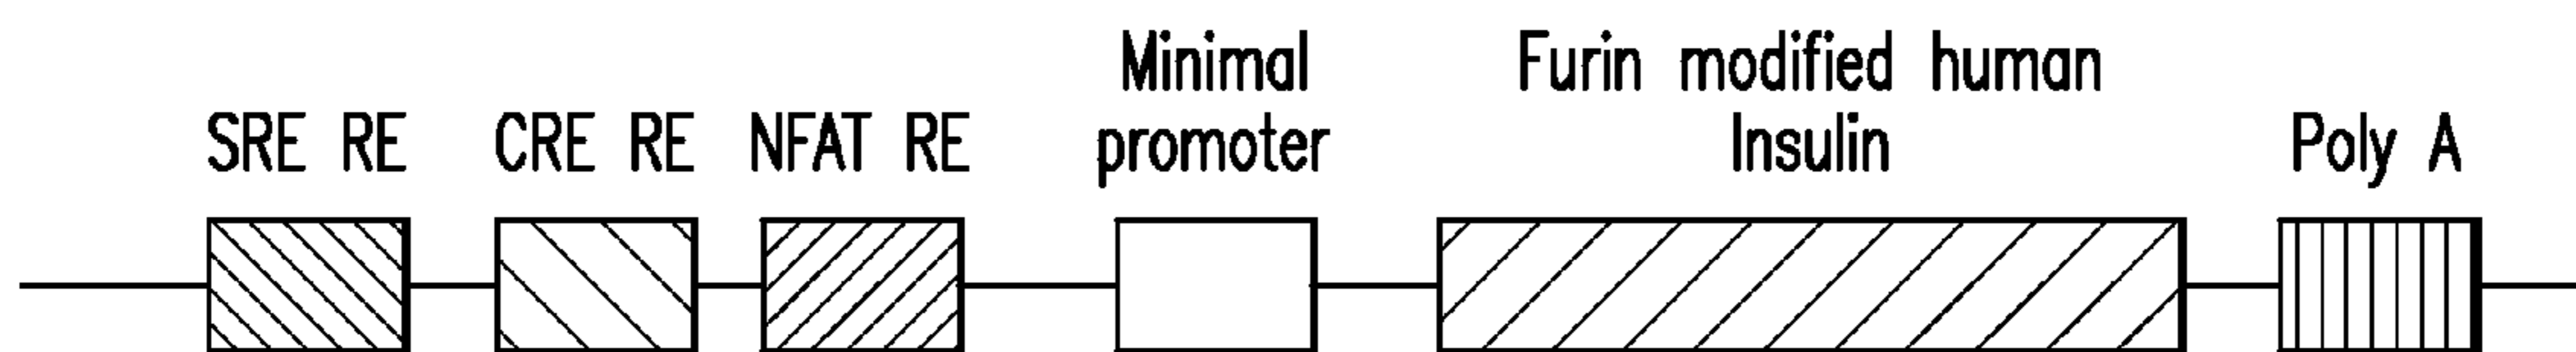 SRE RE
CRE RE
NFAT RE
Minimal
promoter
Furin modified human
Insulin
Poly A